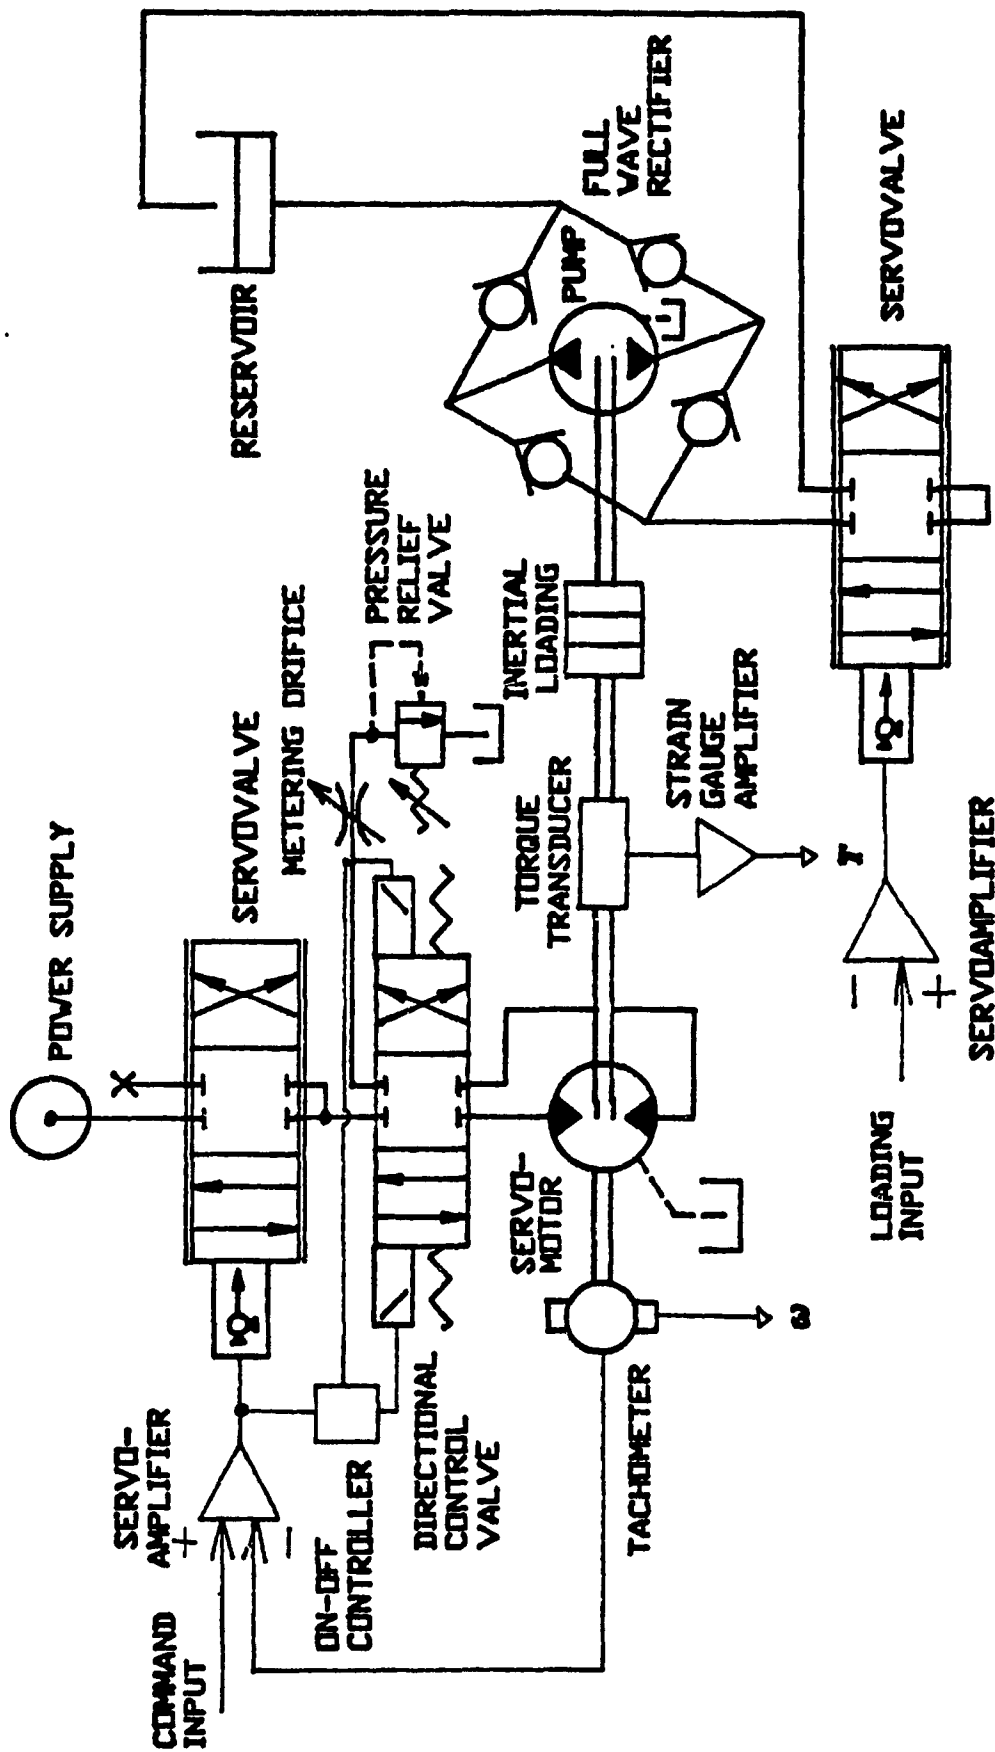 POWER SUPPLY
RESERVOIR
SERVOVALVE
METERING ORIFICE
PRESSURE
RELIEF
VALVE
COMMAND
INPUT
+
SERVO-
AMPLIFIER
−
ON-OFF
CONTROLLER
DIRECTIONAL
CONTROL
VALVE
SERVO-
MOTOR
TORQUE
TRANSDUCER
INERTIAL
LOADING
PUMP
FULL
WAVE
RECTIFIER
TACHOMETER
ω
STRAIN
GAUGE
AMPLIFIER
T
LOADING
INPUT
−
+
SERVOAMPLIFIER
SERVOVALVE